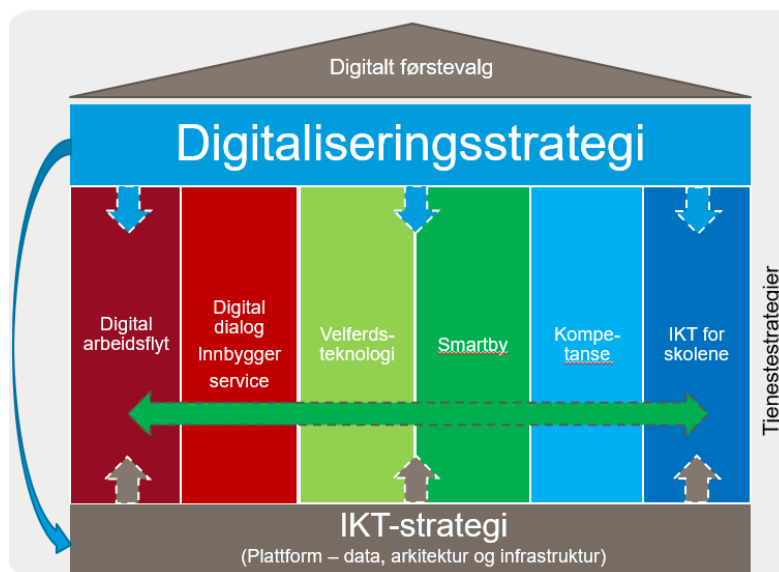 Digitalt førstevalg
Digitaliseringsstrategi
Digital
arbeidsflyt
Digital
dialog
Innbygger
service
Velferds-
teknologi
Smartby
Kompe-
tanse
IKT for
skolene
Tjenestestrategier
IKT-strategi
(Plattform – data, arkitektur og infrastruktur)